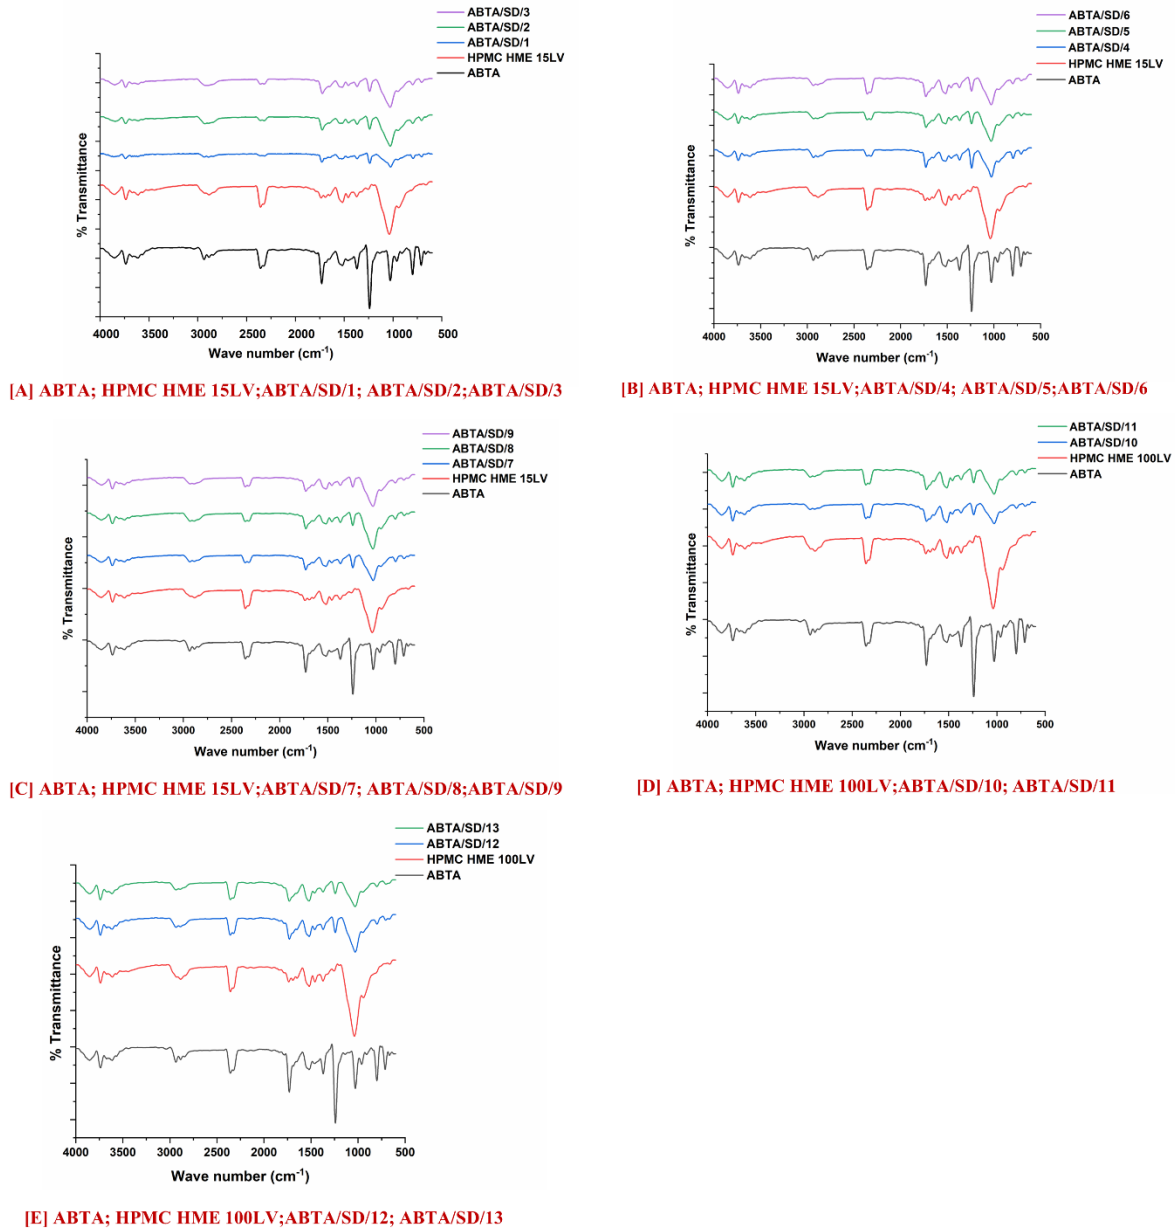 ABTA/SD/3
ABTA/SD/2
ABTA/SD/1
HPMC HME 15LV
ABTA
% Transmittance
4000 3500 3000 2500 2000 1500 1000 500
Wave number (cm-1)
[A] ABTA; HPMC HME 15LV;ABTA/SD/1; ABTA/SD/2;ABTA/SD/3
ABTA/SD/6
ABTA/SD/5
ABTA/SD/4
HPMC HME 15LV
ABTA
% Transmittance
4000 3500 3000 2500 2000 1500 1000 500
Wave number (cm-1)
[B] ABTA; HPMC HME 15LV;ABTA/SD/4; ABTA/SD/5;ABTA/SD/6
ABTA/SD/9
ABTA/SD/8
ABTA/SD/7
HPMC HME 15LV
ABTA
% Transmittance
4000 3500 3000 2500 2000 1500 1000 500
Wave number (cm-1)
[C] ABTA; HPMC HME 15LV;ABTA/SD/7; ABTA/SD/8;ABTA/SD/9
ABTA/SD/11
ABTA/SD/10
HPMC HME 100LV
ABTA
% Transmittance
4000 3500 3000 2500 2000 1500 1000 500
Wave number (cm-1)
[D] ABTA; HPMC HME 100LV;ABTA/SD/10; ABTA/SD/11
ABTA/SD/13
ABTA/SD/12
HPMC HME 100LV
ABTA
% Transmittance
4000 3500 3000 2500 2000 1500 1000 500
Wave number (cm-1)
[E] ABTA; HPMC HME 100LV;ABTA/SD/12; ABTA/SD/13